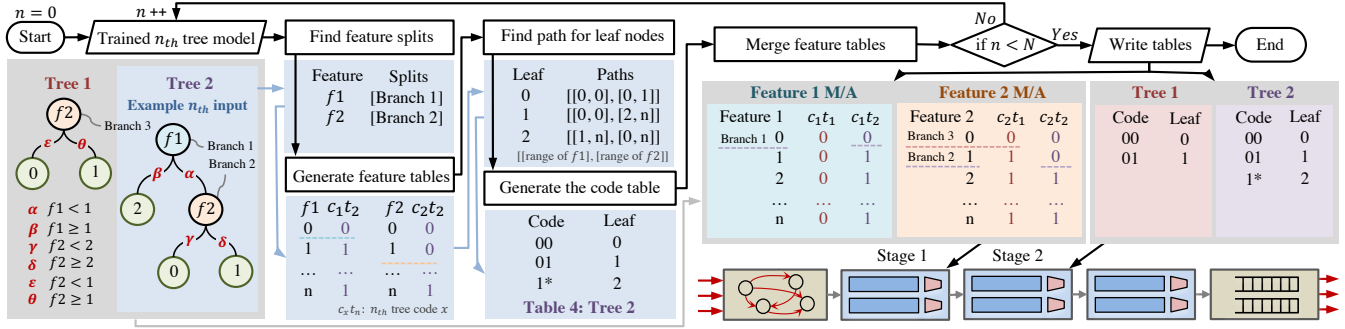 n = 0
n ++
No
Start
Trained n_th tree model
Find feature splits
Find path for leaf nodes
Merge feature tables
if n < N
Yes
Write tables
End
Tree 1
f2
Branch 3
ε θ
0 1
α f1 < 1
β f1 ≥ 1
γ f2 < 2
δ f2 ≥ 2
ε f2 < 1
θ f2 ≥ 1
Tree 2
Example n_th input
f1
Branch 1
Branch 2
β α
2 f2
γ δ
0 1
Feature Splits
f1 [Branch 1]
f2 [Branch 2]
Generate feature tables
f1 c₁t₂ f2 c₂t₂
0 0 0 0
1 1 1 0
... ... ... ...
n 1 n 1
cₓtₙ: n_th tree code x
Leaf Paths
0 [[0, 0], [0, 1]]
1 [[0, 0], [2, n]]
2 [[1, n], [0, n]]
[[range of f1], [range of f2]]
Generate the code table
Code Leaf
00 0
01 1
1* 2
Table 4: Tree 2
Feature 1 M/A
Feature 1 c₁t₁ c₁t₂
Branch 1 0 0 0
1 0 1
2 0 1
... ... ...
n 0 1
Feature 2 M/A
Feature 2 c₂t₁ c₂t₂
Branch 3 0 0 0
Branch 2 1 1 0
2 1 1
... ... ...
n 1 1
Tree 1
Code Leaf
00 0
01 1
Tree 2
Code Leaf
00 0
01 1
1* 2
Stage 1
Stage 2